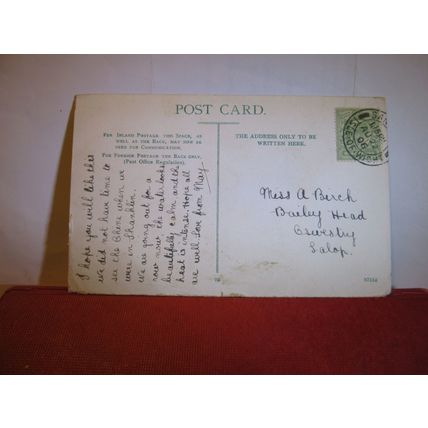 POST CARD.
FOR INLAND POSTAGE THIS SPACE, AS
WELL AS THE BACK, MAY NOW BE
USED FOR COMMUNICATION.
FOR FOREIGN POSTAGE THE BACK ONLY.
(Post Office Regulation).
THE ADDRESS ONLY TO BE
WRITTEN HERE.
I hope you will like this
we did not have time to
see the Chine when we
were in Shanklin.
We are going out for a
row now the water looks
beautifully calm and the
heat is intense. Hope all
are well. Love from May
Miss A Birch
Bailey Head
Oswestry
Salop.